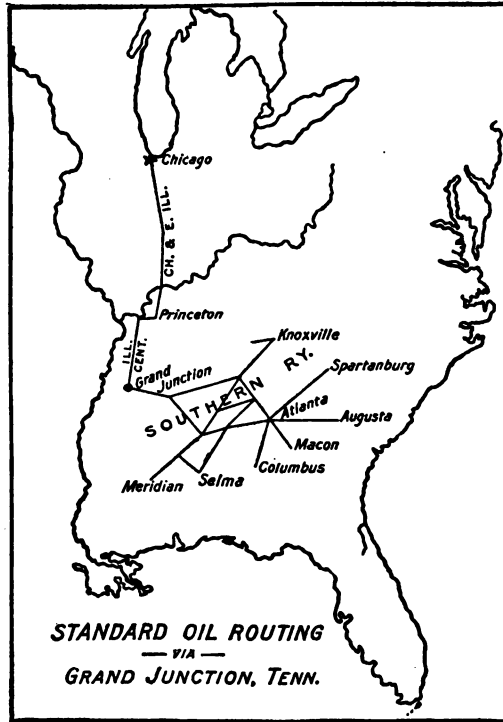 Chicago
CH. & E. ILL.
Princeton
ILL.
CENT.
Grand
Junction
Knoxville
SOUTHERN RY.
Spartanburg
Atlanta
Augusta
Macon
Columbus
Selma
Meridian
STANDARD OIL ROUTING
— VIA —
GRAND JUNCTION, TENN.